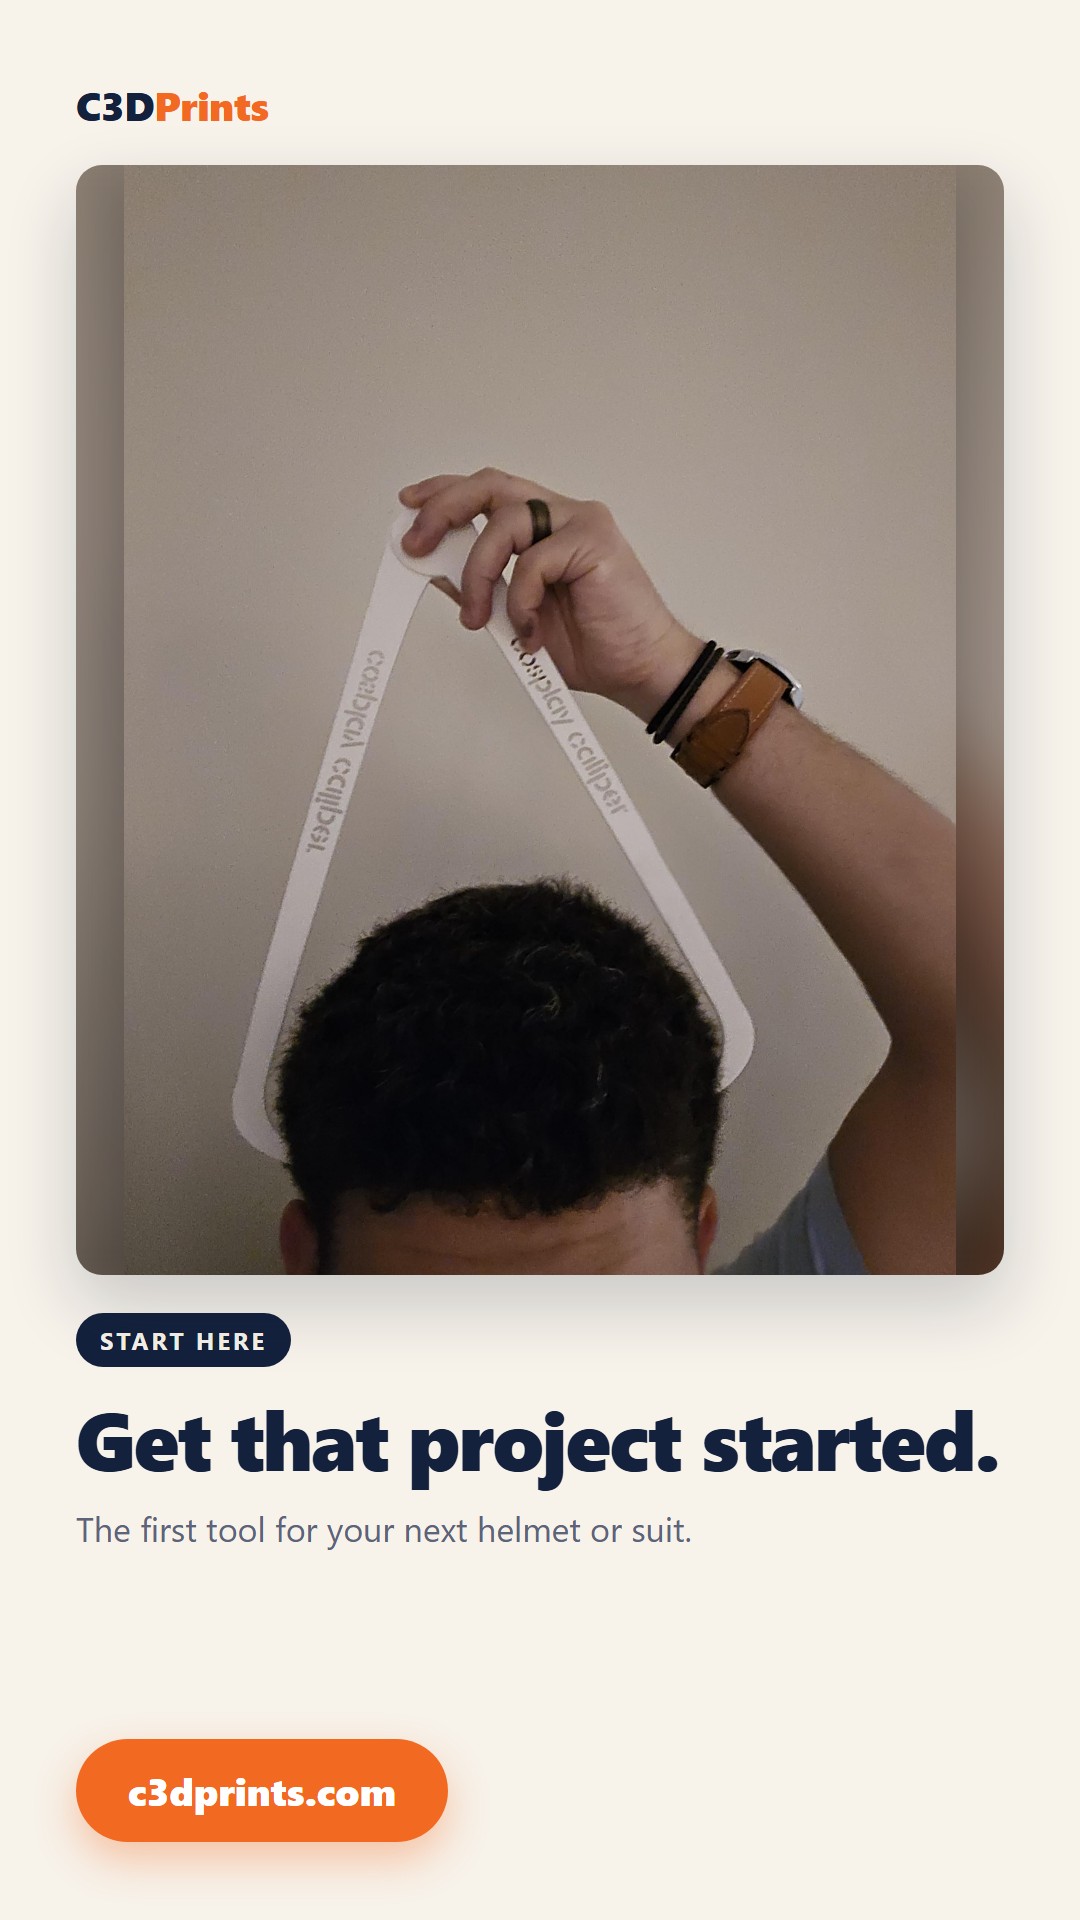 C3DPrints
cosplay caliper
cosplay caliper
START HERE
Get that project started.
The first tool for your next helmet or suit.
c3dprints.com